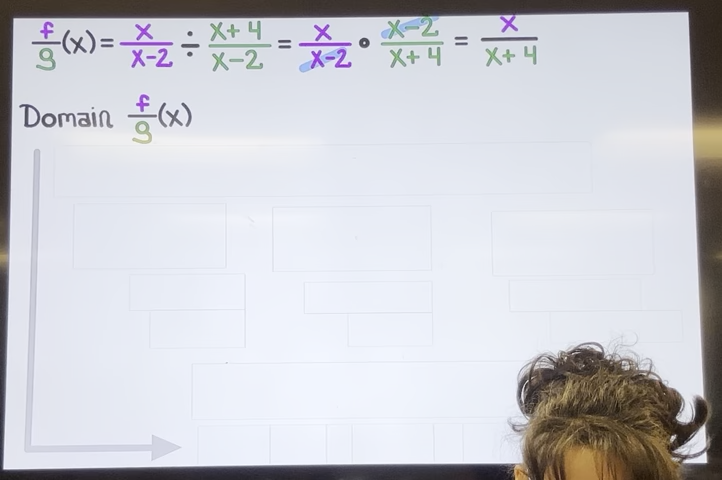 f/g(x) = x/x-2 ÷ x+4/x-2 = x/x-2 • x-2/x+4 = x/x+4
Domain f/g(x)